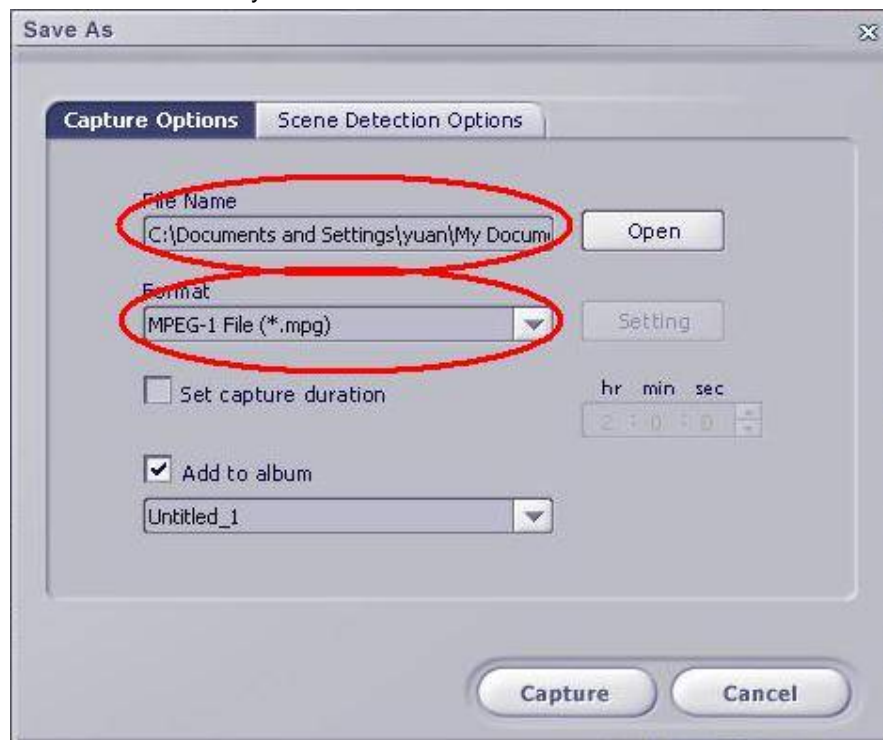 Save As
Capture Options Scene Detection Options
File Name
C:\Documents and Settings\yuan\My Docum
Open
Format
MPEG-1 File (*.mpg)
Setting
Set capture duration
hr min sec
2 : 0 : 0
Add to album
Untitled_1
Capture Cancel